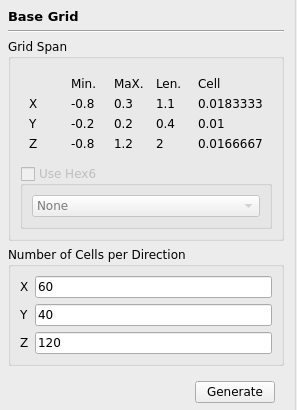 Base Grid
Grid Span
Min. MaX. Len. Cell
X -0.8 0.3 1.1 0.0183333
Y -0.2 0.2 0.4 0.01
Z -0.8 1.2 2 0.0166667
Use Hex6
None
Number of Cells per Direction
X 60
Y 40
Z 120
Generate